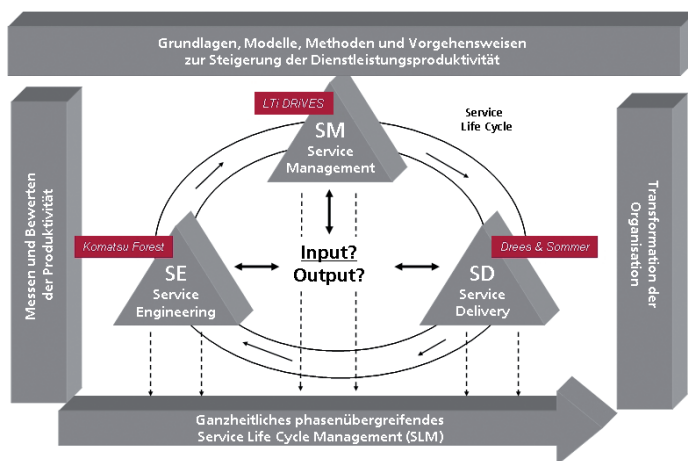 Grundlagen, Modelle, Methoden und Vorgehensweisen
zur Steigerung der Dienstleistungsproduktivität
LTi DRiVES
SM
Service
Management
Service
Life Cycle
Messen und Bewerten
der Produktivität
Transformation der
Organisation
Komatsu Forest
SE
Service
Engineering
Input?
Output?
Drees & Sommer
SD
Service
Delivery
Ganzheitliches phasenübergreifendes
Service Life Cycle Management (SLM)